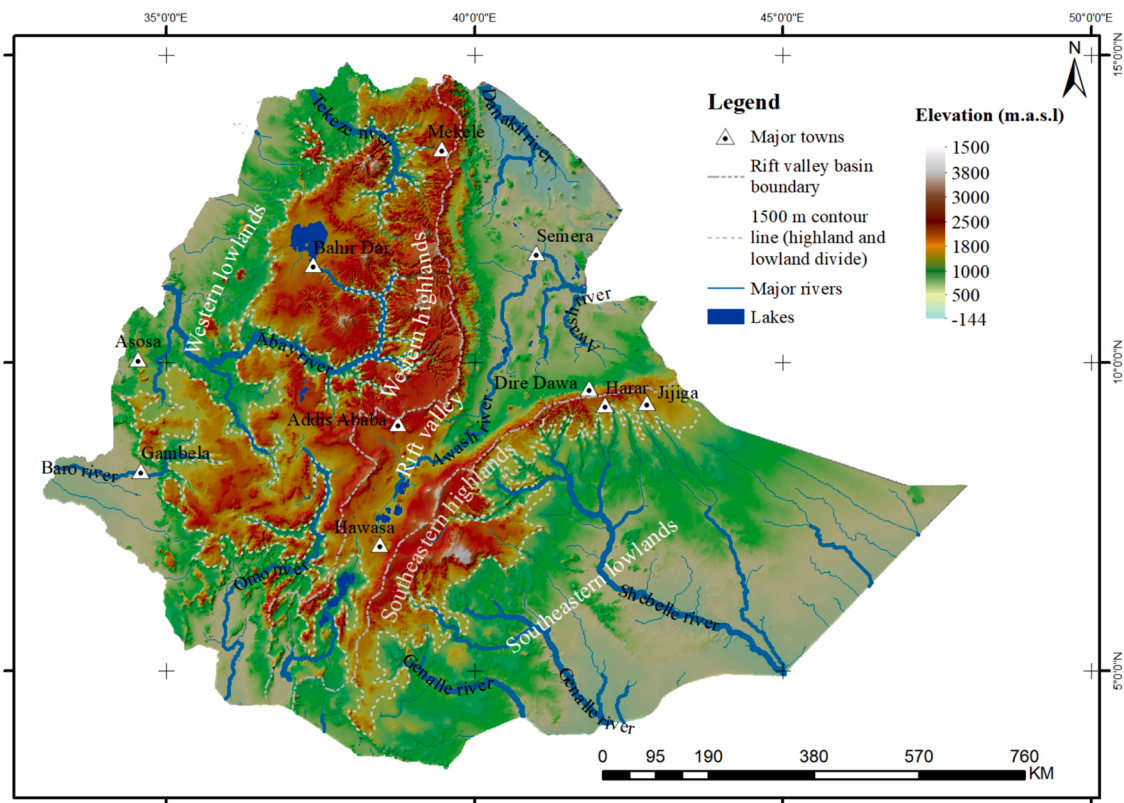 35°0'0"E
40°0'0"E
45°0'0"E
50°0'0"E
15°0'0"N
N
Legend
Major towns
Rift valley basin
boundary
1500 m contour
line (highland and
lowland divide)
Major rivers
Lakes
Elevation (m.a.s.l)
1500
3800
3000
2500
1800
1000
500
-144
Tekeze river
Mekele
Danakil river
Western lowlands
Bahir Dar
Western highlands
Semera
Awash river
Asosa
Abay river
10°0'0"N
Dire Dawa
Harar
Jijiga
Addis Ababa
Rift valley
Awash river
Gambela
Baro river
Southeastern highlands
Hawasa
Omo river
Southeastern lowlands
Shebelle river
Genalle river
Genalle river
5°0'0"N
0 95 190 380 570 760
KM